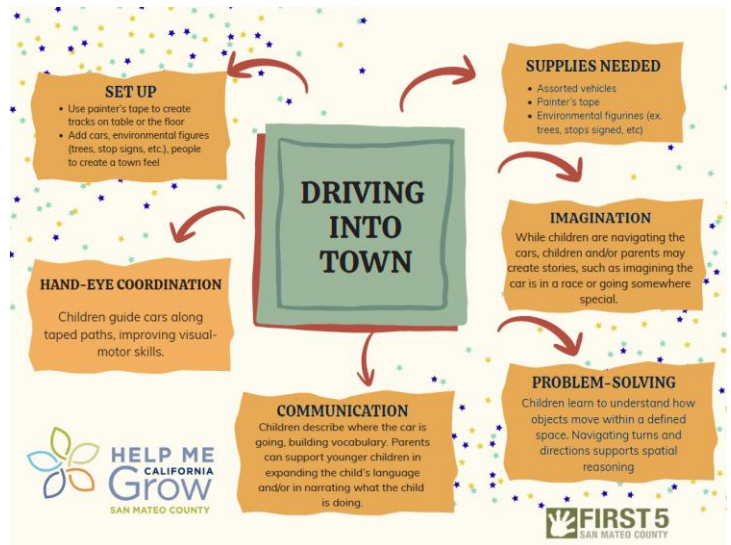 SET UP
Use painter's tape to create
tracks on table or the floor
Add cars, environmental figures
(trees, stop signs, etc.), people
to create a town feel
SUPPLIES NEEDED
Assorted vehicles
Painter's tape
Environmental figurines (ex.
trees, stops signed, etc)
DRIVING
INTO
TOWN
IMAGINATION
While children are navigating the
cars, children and/or parents may
create stories, such as imagining the
car is in a race or going somewhere
special.
HAND-EYE COORDINATION
Children guide cars along
taped paths, improving visual-
motor skills.
COMMUNICATION
Children describe where the car is
going, building vocabulary. Parents
can support younger children in
expanding the child's language
and/or in narrating what the child
is doing.
PROBLEM-SOLVING
Children learn to understand how
objects move within a defined
space. Navigating turns and
directions supports spatial
reasoning
HELP ME
CALIFORNIA
Grow
SAN MATEO COUNTY
FIRST 5
SAN MATEO COUNTY